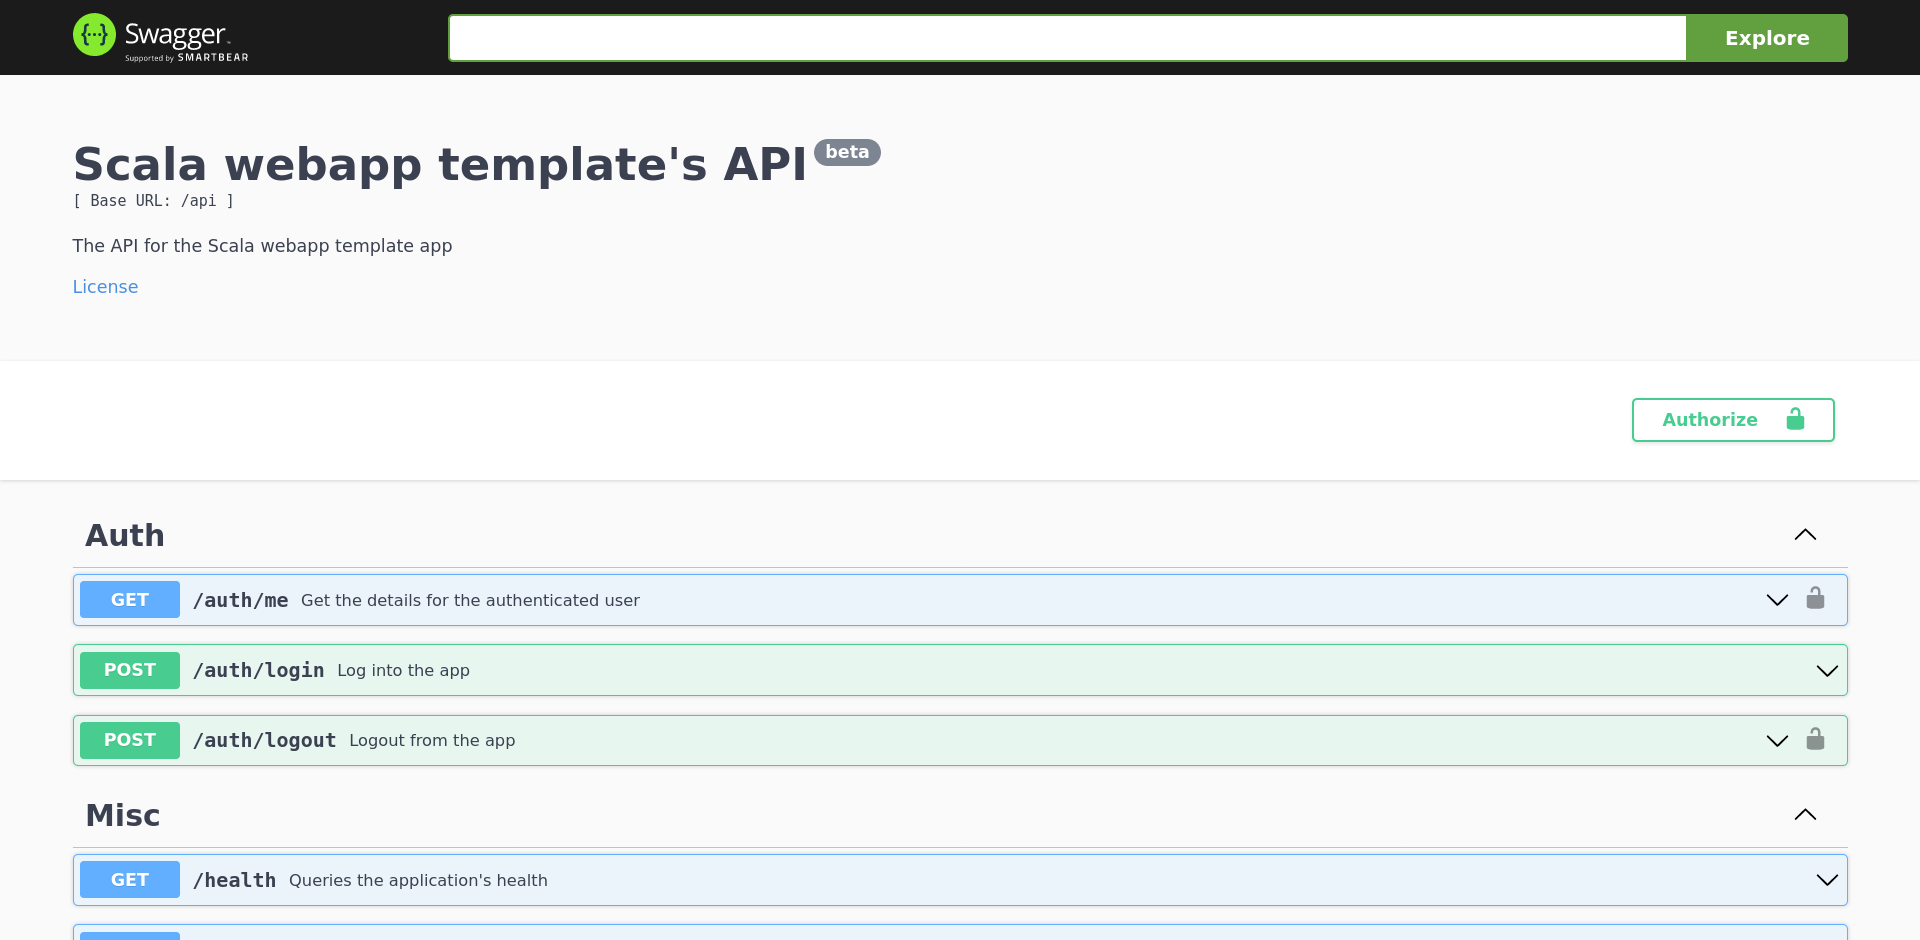 Swagger™
Supported by SMARTBEAR
Explore
Scala webapp template's API beta
[ Base URL: /api ]
The API for the Scala webapp template app
License
Authorize
Auth
GET /auth/me Get the details for the authenticated user
POST /auth/login Log into the app
POST /auth/logout Logout from the app
Misc
GET /health Queries the application's health